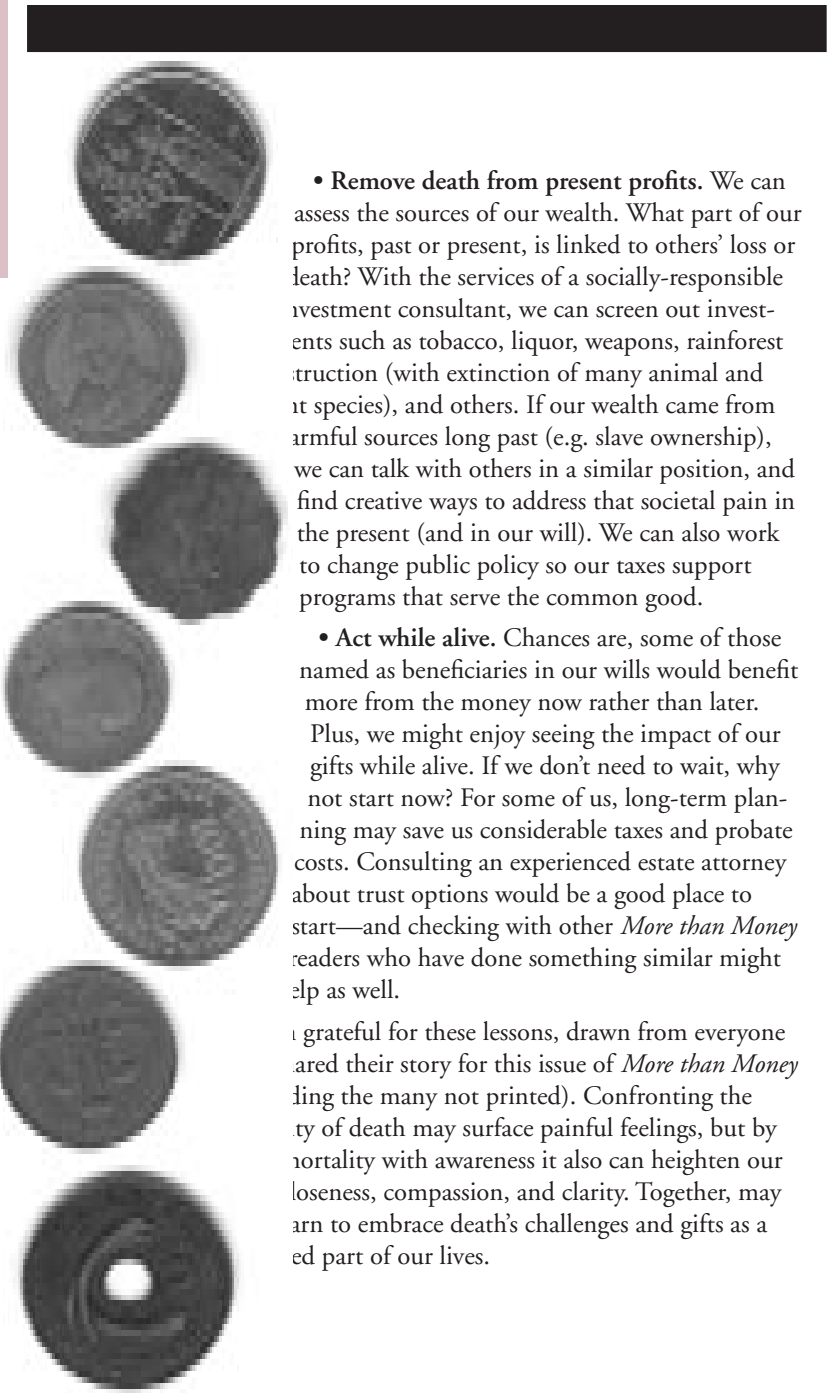 • Remove death from present profits. We can
assess the sources of our wealth. What part of our
profits, past or present, is linked to others’ loss or
death? With the services of a socially-responsible
investment consultant, we can screen out invest-
ents such as tobacco, liquor, weapons, rainforest
struction (with extinction of many animal and
nt species), and others. If our wealth came from
armful sources long past (e.g. slave ownership),
we can talk with others in a similar position, and
find creative ways to address that societal pain in
the present (and in our will). We can also work
to change public policy so our taxes support
programs that serve the common good.
• Act while alive. Chances are, some of those
named as beneficiaries in our wills would benefit
more from the money now rather than later.
Plus, we might enjoy seeing the impact of our
gifts while alive. If we don’t need to wait, why
not start now? For some of us, long-term plan-
ning may save us considerable taxes and probate
costs. Consulting an experienced estate attorney
about trust options would be a good place to
start—and checking with other More than Money
readers who have done something similar might
elp as well.
grateful for these lessons, drawn from everyone
ared their story for this issue of More than Money
ding the many not printed). Confronting the
ity of death may surface painful feelings, but by
mortality with awareness it also can heighten our
loseness, compassion, and clarity. Together, may
arn to embrace death’s challenges and gifts as a
ed part of our lives.